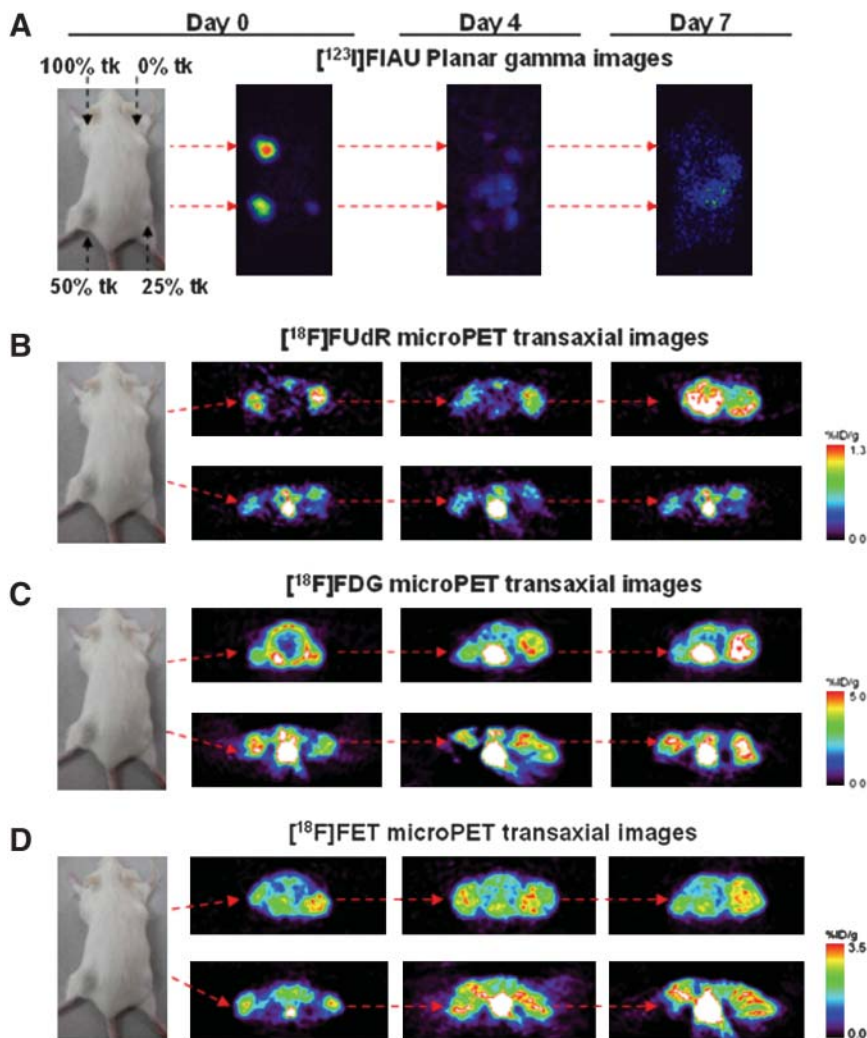 A
Day 0 Day 4 Day 7
[¹²³I]FIAU Planar gamma images
100% tk 0% tk
50% tk 25% tk
B
[¹⁸F]FUdR microPET transaxial images
%ID/g
1.3
0.0
C
[¹⁸F]FDG microPET transaxial images
%ID/g
5.0
0.0
D
[¹⁸F]FET microPET transaxial images
%ID/g
3.5
0.0